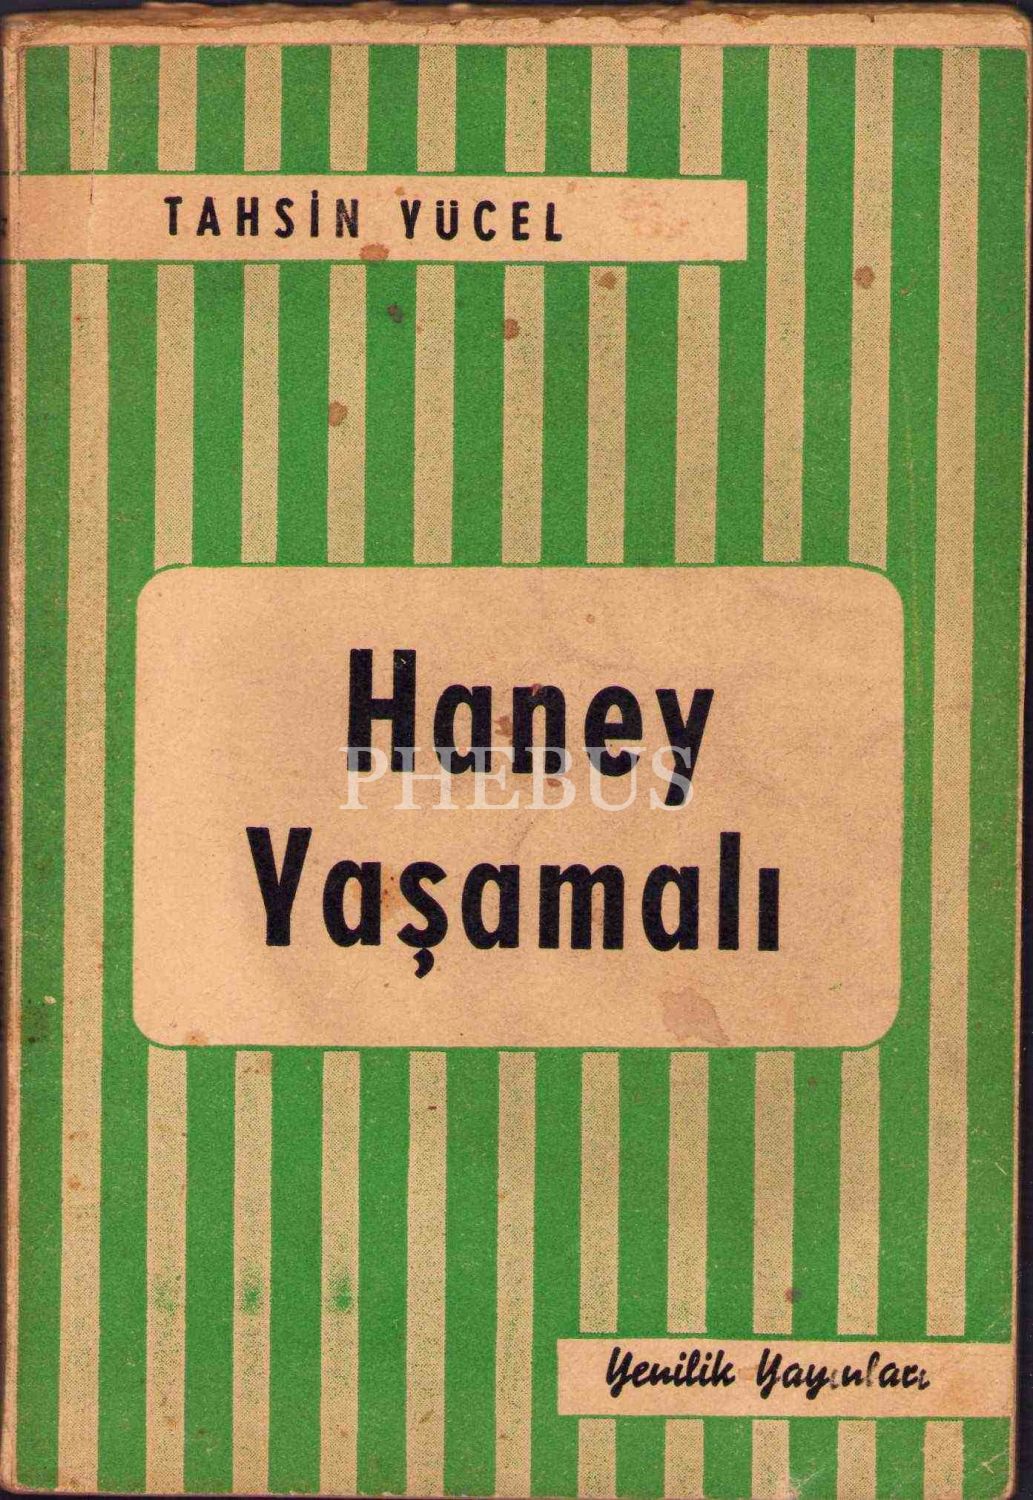 TAHSİN YÜCEL
Haney
PHEBUS
Yaşamalı
Yenilik Yayınları